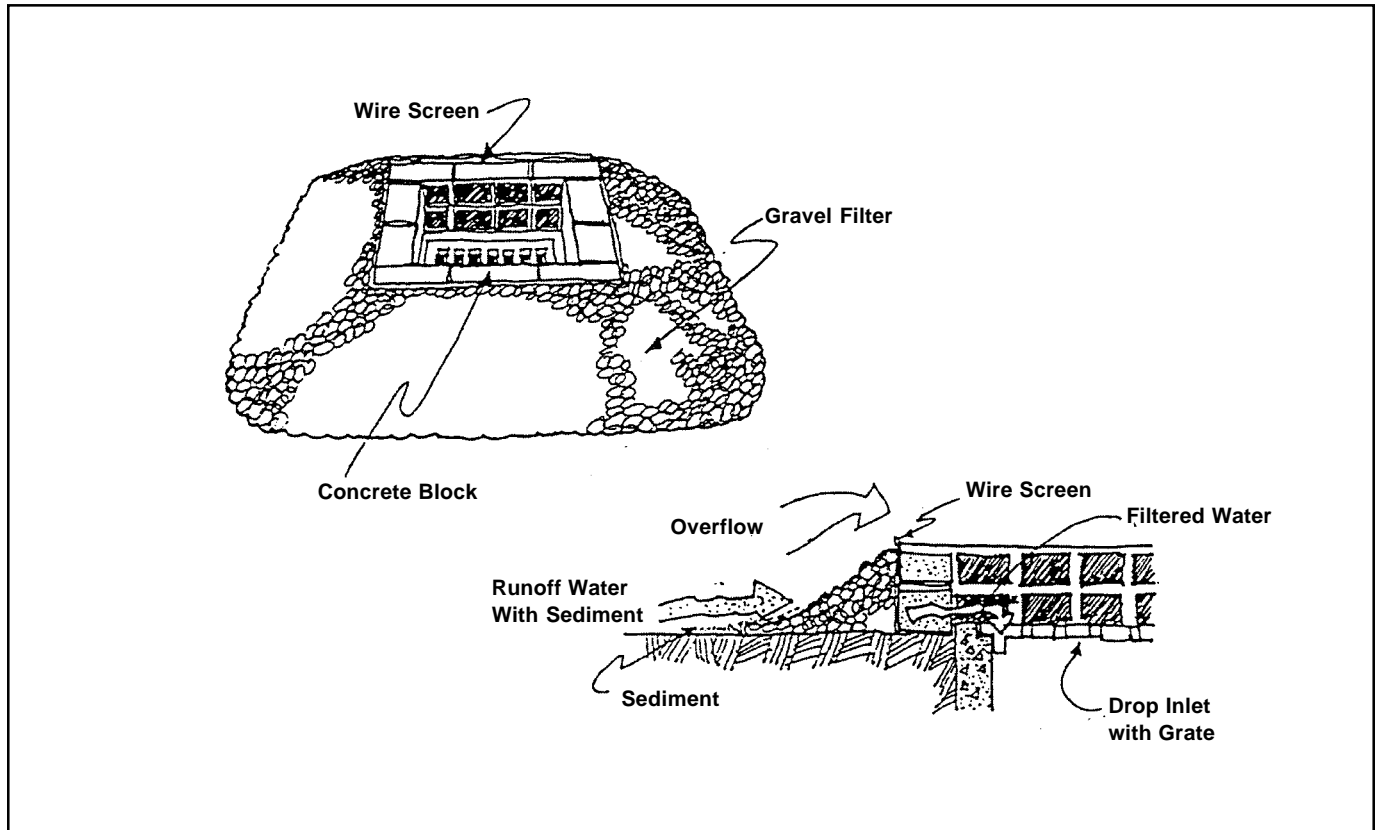 Wire Screen
Gravel Filter
Concrete Block
Wire Screen
Overflow
Filtered Water
Runoff Water
With Sediment
Sediment
Drop Inlet
with Grate